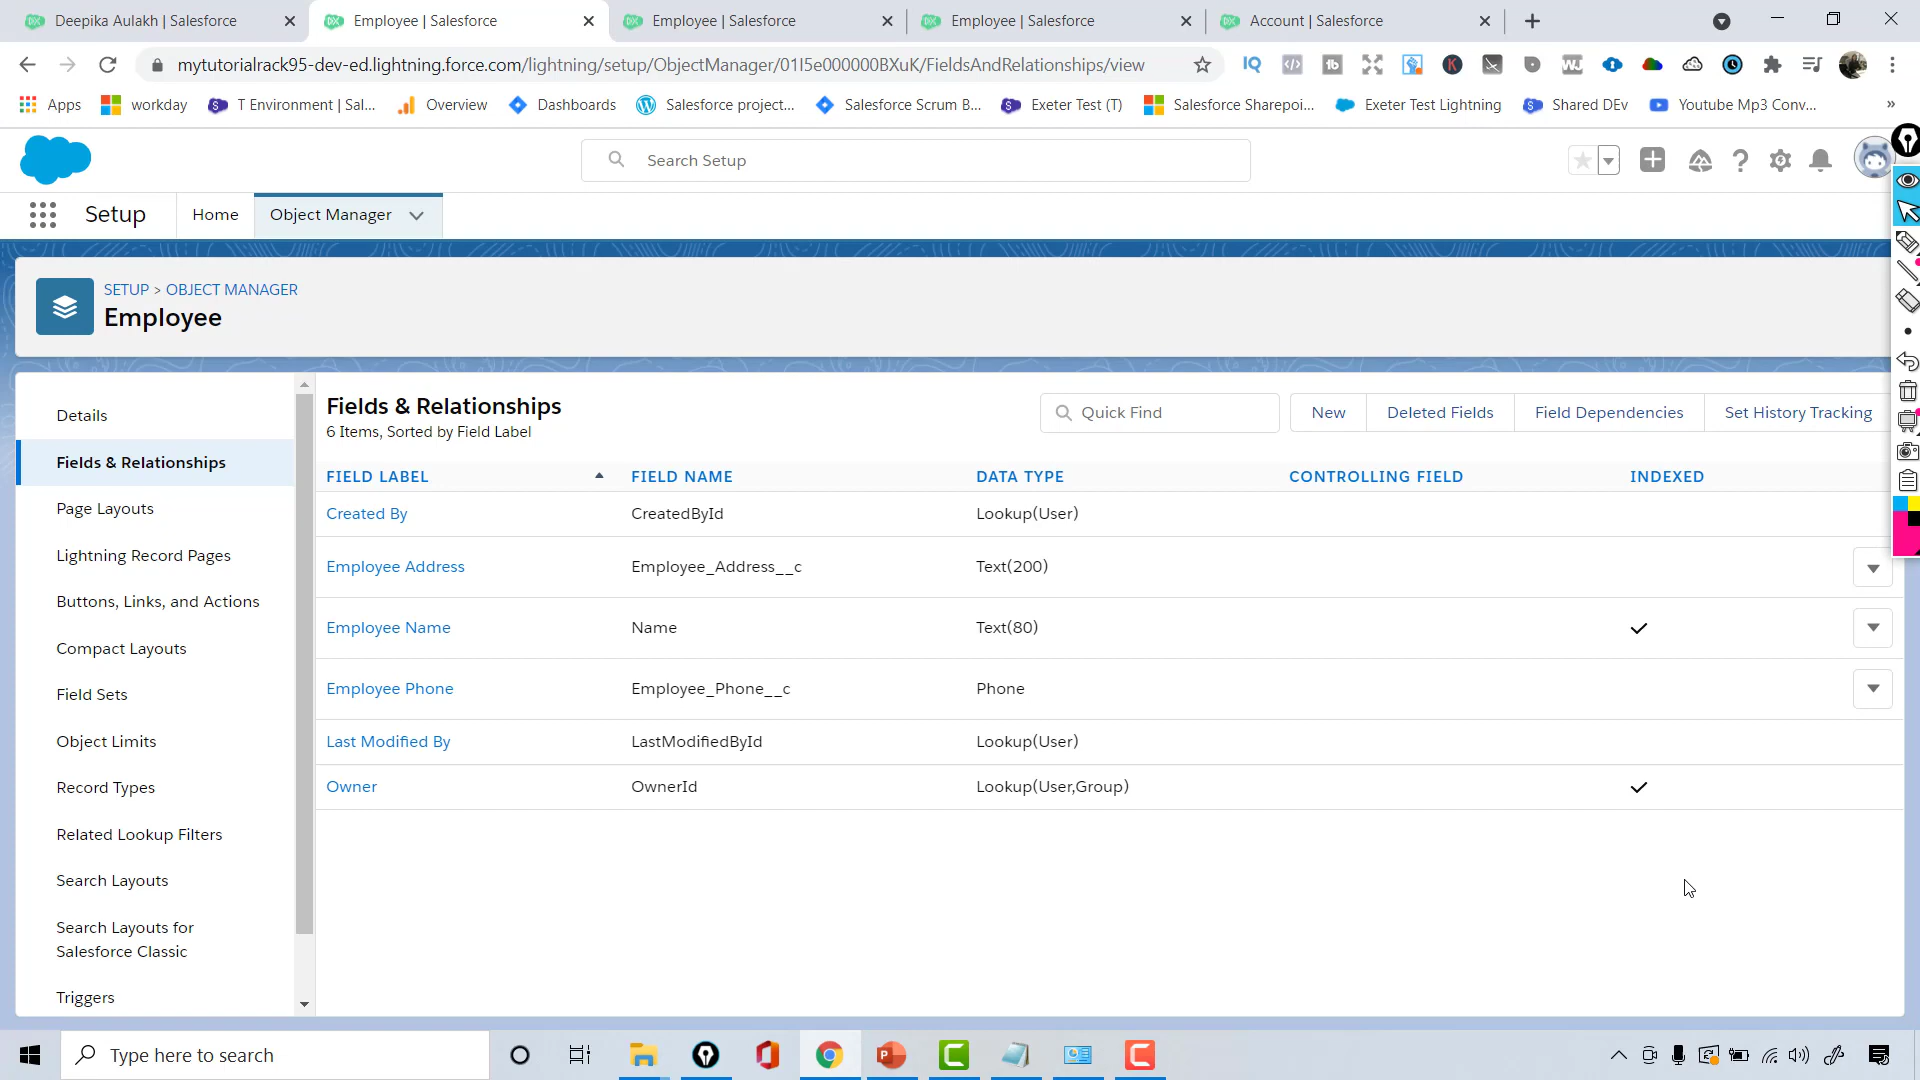 Deepika Aulakh | Salesforce
Employee | Salesforce
Employee | Salesforce
Employee | Salesforce
Account | Salesforce
mytutorialrack95-dev-ed.lightning.force.com/lightning/setup/ObjectManager/01I5e000000BXuK/FieldsAndRelationships/view
Apps
workday
T Environment | Sal...
Overview
Dashboards
Salesforce project...
Salesforce Scrum B...
Exeter Test (T)
Salesforce Sharepoi...
Exeter Test Lightning
Shared DEv
Youtube Mp3 Conv...
»
Search Setup
Setup
Home
Object Manager
SETUP > OBJECT MANAGER
Employee
Details
Fields & Relationships
Page Layouts
Lightning Record Pages
Buttons, Links, and Actions
Compact Layouts
Field Sets
Object Limits
Record Types
Related Lookup Filters
Search Layouts
Search Layouts for
Salesforce Classic
Triggers
Fields & Relationships
6 Items, Sorted by Field Label
Quick Find
New
Deleted Fields
Field Dependencies
Set History Tracking
FIELD LABEL FIELD NAME DATA TYPE CONTROLLING FIELD INDEXED
Created By CreatedById Lookup(User)
Employee Address Employee_Address__c Text(200)
Employee Name Name Text(80)
Employee Phone Employee_Phone__c Phone
Last Modified By LastModifiedById Lookup(User)
Owner OwnerId Lookup(User,Group)
Type here to search